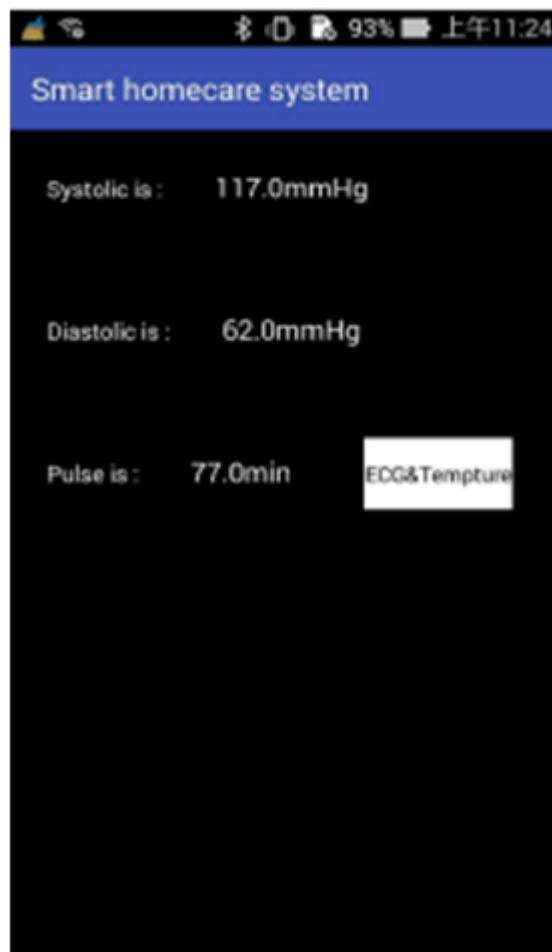 93% 上午11:24
Smart homecare system
Systolic is : 117.0mmHg
Diastolic is : 62.0mmHg
Pulse is : 77.0min ECG&Tempture